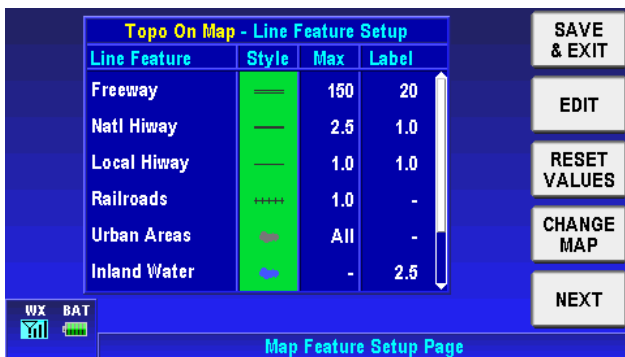 Topo On Map - Line Feature Setup
Line Feature Style Max Label
Freeway 150 20
Natl Hiway 2.5 1.0
Local Hiway 1.0 1.0
Railroads 1.0 -
Urban Areas All -
Inland Water - 2.5
SAVE
& EXIT
EDIT
RESET
VALUES
CHANGE
MAP
NEXT
WX BAT
Map Feature Setup Page